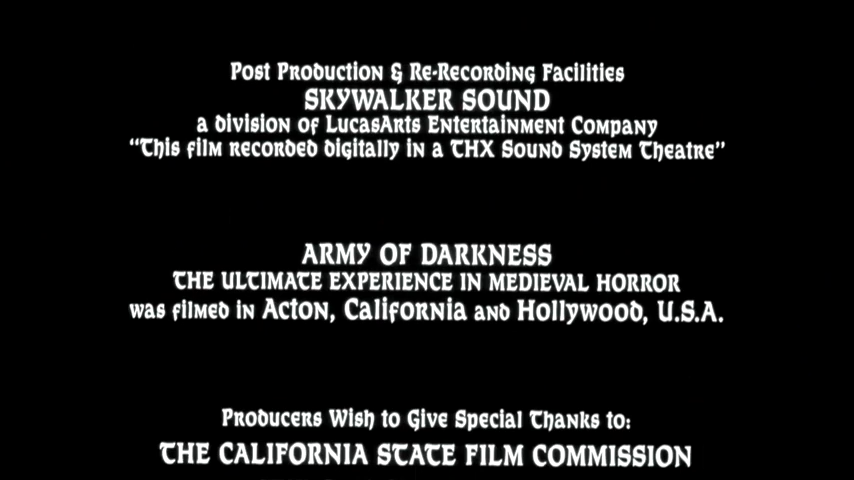 Post Production & Re-Recording Facilities
SKYWALKER SOUND
a division of LucasArts Entertainment Company
“This film recorded digitally in a THX Sound System Theatre”
ARMY OF DARKNESS
THE ULTIMATE EXPERIENCE IN MEDIEVAL HORROR
was filmed in Acton, California and Hollywood, U.S.A.
Producers Wish to Give Special Thanks to:
THE CALIFORNIA STATE FILM COMMISSION